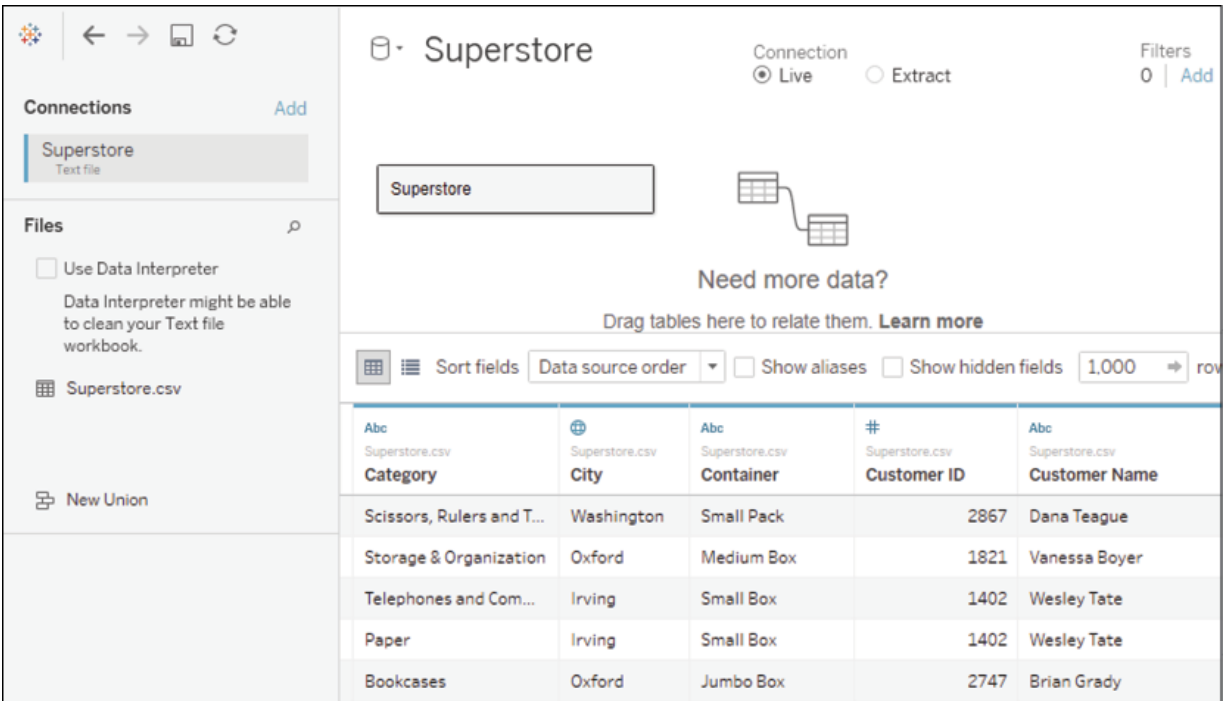 Superstore
Connection
Live
Extract
Filters
0 | Add
Connections
Add
Superstore
Text file
Superstore
Files
Use Data Interpreter
Data Interpreter might be able
to clean your Text file
workbook.
Superstore.csv
New Union
Need more data?
Drag tables here to relate them. Learn more
Sort fields Data source order Show aliases Show hidden fields 1,000
Abc # Abc Abc
Superstore.csv Superstore.csv Superstore.csv Superstore.csv Superstore.csv
Category City Container Customer ID Customer Name
Scissors, Rulers and T... Washington Small Pack 2867 Dana Teague
Storage & Organization Oxford Medium Box 1821 Vanessa Boyer
Telephones and Com... Irving Small Box 1402 Wesley Tate
Paper Irving Small Box 1402 Wesley Tate
Bookcases Oxford Jumbo Box 2747 Brian Grady